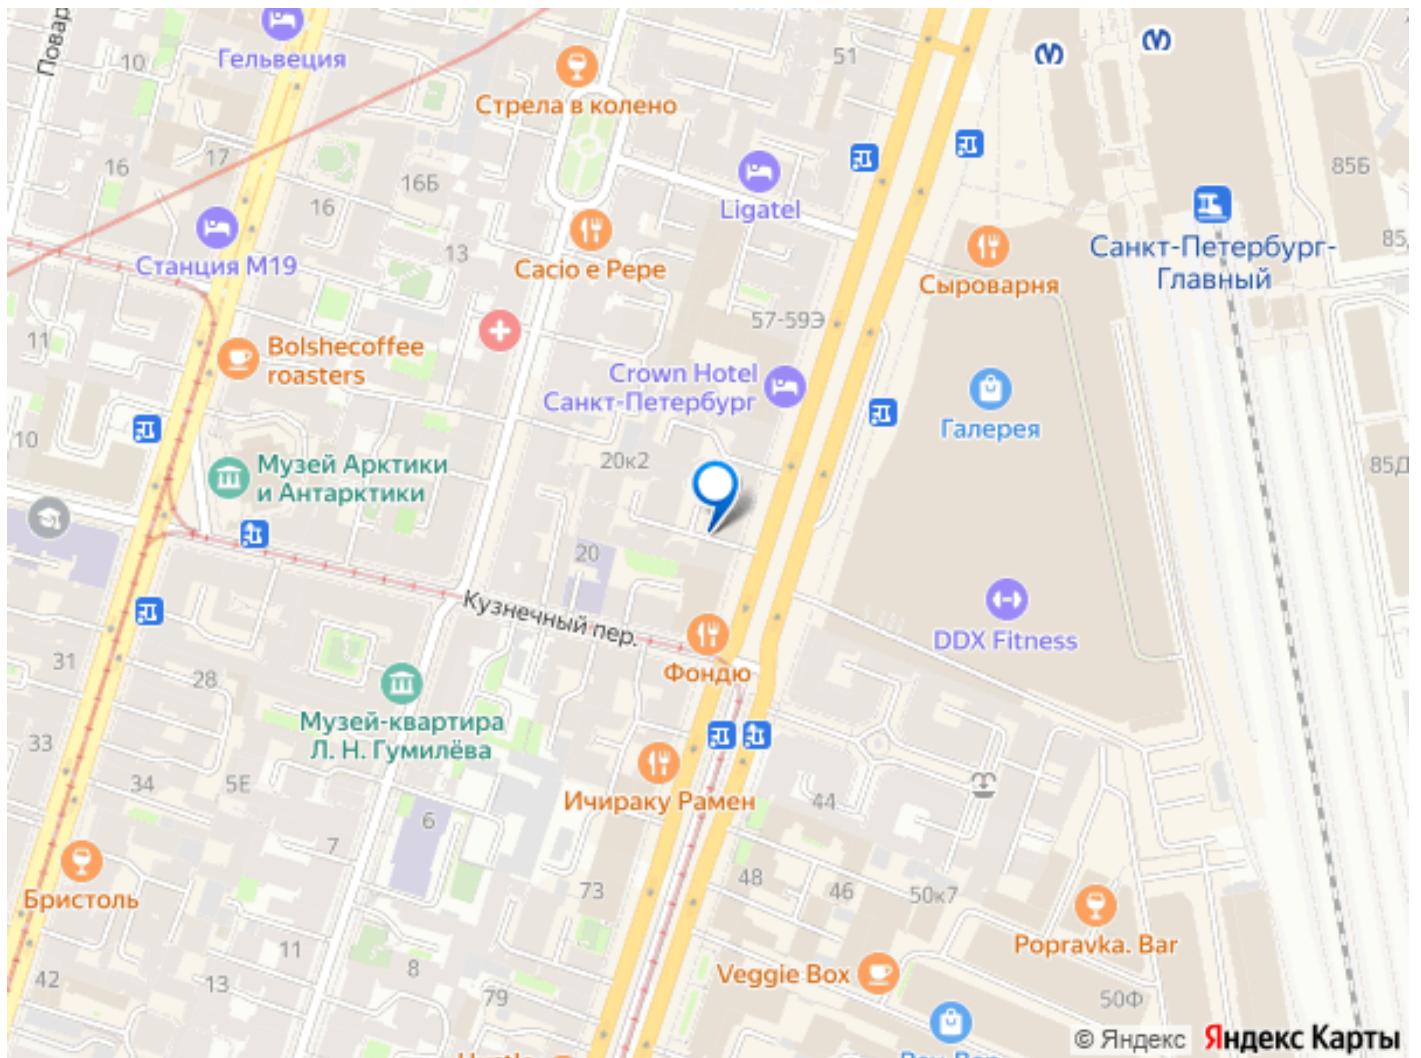 Повар
10
Гельвеция
Стрела в колено
51
16
17
16Б
16
Ligatel
85Б
Станция М19
13
Cacio e Pepe
Сыроварня
Санкт-Петербург-
Главный
85
11
57-59Э
Bolshecoffee
roasters
Crown Hotel
Санкт-Петербург
Галерея
10
Музей Арктики
и Антарктики
20к2
85Д
20
Кузнечный пер.
DDX Fitness
Фондю
31
28
Музей-квартира
Л. Н. Гумилёва
33
34
5Е
Ичираку Рамен
44
6
7
Бристоль
73
48
46
50к7
Popravka. Bar
11
8
Veggie Box
42
13
79
50Ф
© Яндекс Яндекс Карты